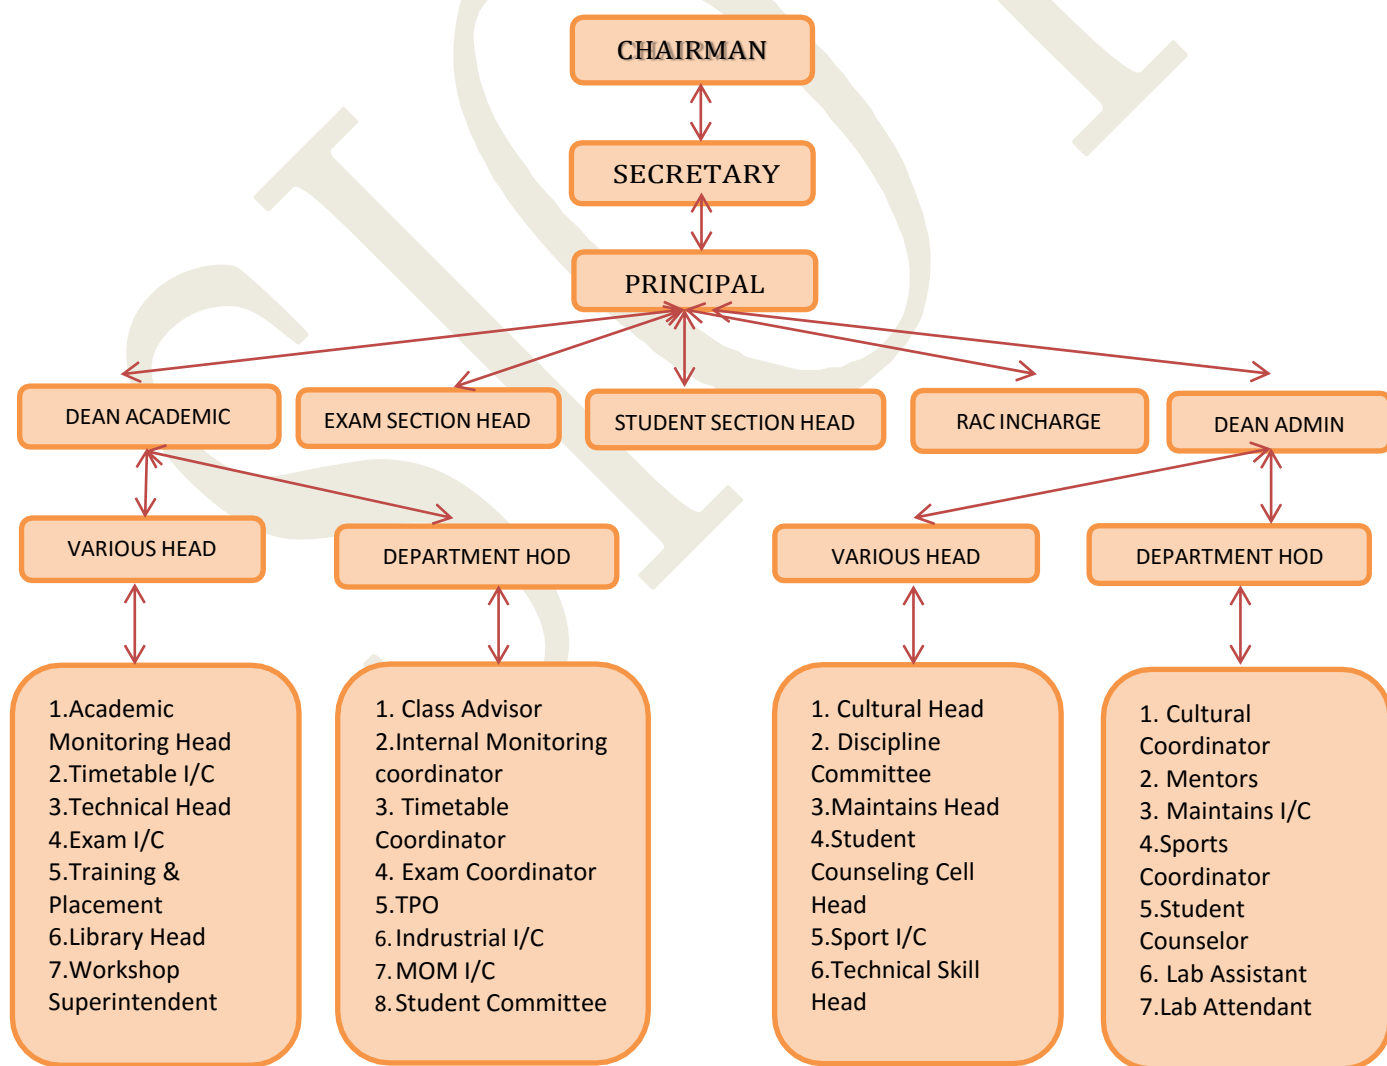 CHAIRMAN
SECRETARY
PRINCIPAL
DEAN ACADEMIC
EXAM SECTION HEAD
STUDENT SECTION HEAD
RAC INCHARGE
DEAN ADMIN
VARIOUS HEAD
DEPARTMENT HOD
VARIOUS HEAD
DEPARTMENT HOD
1.Academic
Monitoring Head
2.Timetable I/C
3.Technical Head
4.Exam I/C
5.Training &
Placement
6.Library Head
7.Workshop
Superintendent
1. Class Advisor
2.Internal Monitoring
coordinator
3. Timetable
Coordinator
4. Exam Coordinator
5.TPO
6. Indrustrial I/C
7. MOM I/C
8. Student Committee
1. Cultural Head
2. Discipline
Committee
3.Maintains Head
4.Student
Counseling Cell
Head
5.Sport I/C
6.Technical Skill
Head
1. Cultural
Coordinator
2. Mentors
3. Maintains I/C
4.Sports
Coordinator
5.Student
Counselor
6. Lab Assistant
7.Lab Attendant